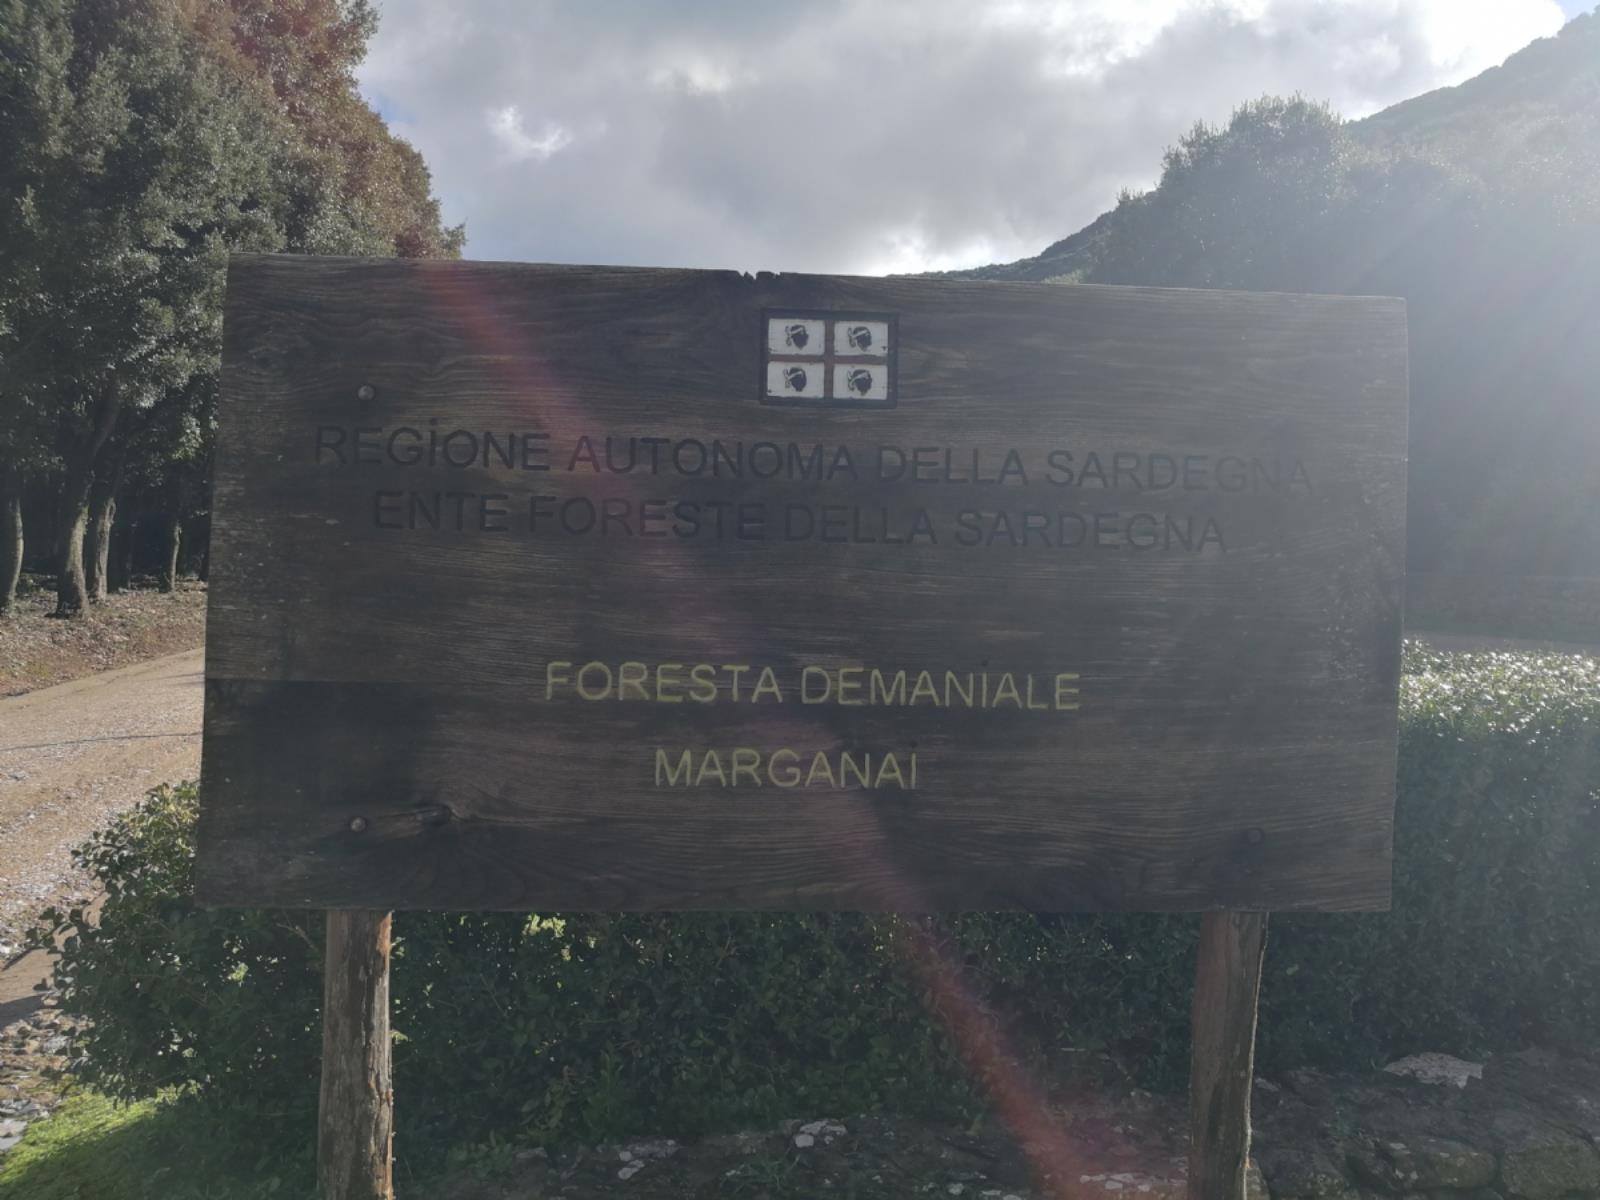 REGIONE AUTONOMA DELLA SARDEGNA
ENTE FORESTE DELLA SARDEGNA
FORESTA DEMANIALE
MARGANAI